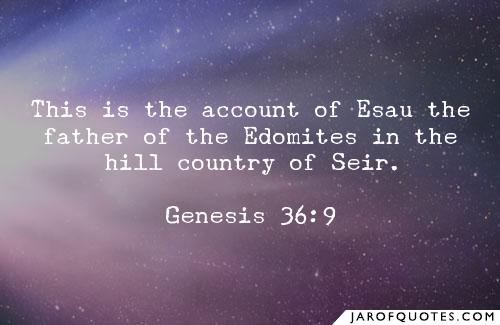 This is the account of Esau the
father of the Edomites in the
hill country of Seir.
Genesis 36:9
JAROFQUOTES.COM